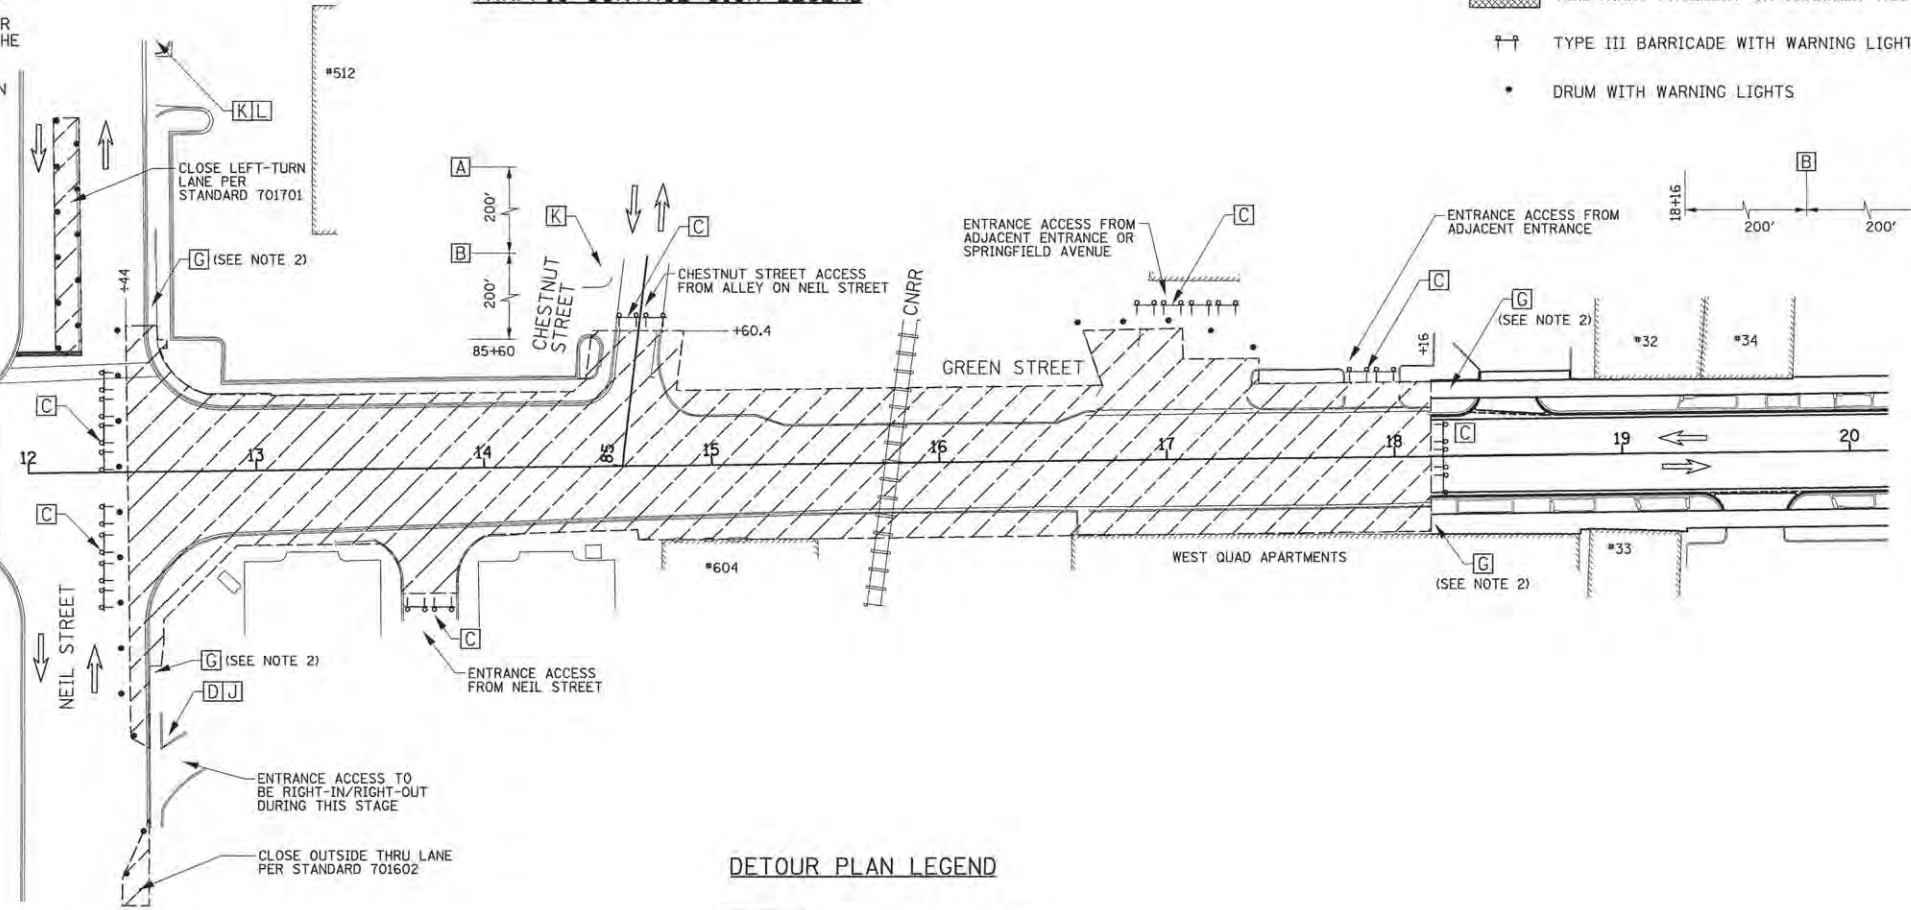 R
HE
N
#512
TYPE III BARRICADE WITH WARNING LIGHT
DRUM WITH WARNING LIGHTS
K L
CLOSE LEFT-TURN
LANE PER
STANDARD 701701
G (SEE NOTE 2)
+44
A
200'
B
200'
85+60
K
CHESTNUT
STREET
C
CHESTNUT STREET ACCESS
FROM ALLEY ON NEIL STREET
+60.4
CNRR
GREEN STREET
ENTRANCE ACCESS FROM
ADJACENT ENTRANCE OR
SPRINGFIELD AVENUE
C
ENTRANCE ACCESS FROM
ADJACENT ENTRANCE
C
G
(SEE NOTE 2)
+16
18+16
B
200'
200'
#32
#34
C
C
C
12
13
14
85
15
16
17
18
19
20
#604
WEST QUAD APARTMENTS
G
(SEE NOTE 2)
#33
NEIL STREET
G (SEE NOTE 2)
D J
C
ENTRANCE ACCESS
FROM NEIL STREET
ENTRANCE ACCESS TO
BE RIGHT-IN/RIGHT-OUT
DURING THIS STAGE
CLOSE OUTSIDE THRU LANE
PER STANDARD 701602
DETOUR PLAN LEGEND